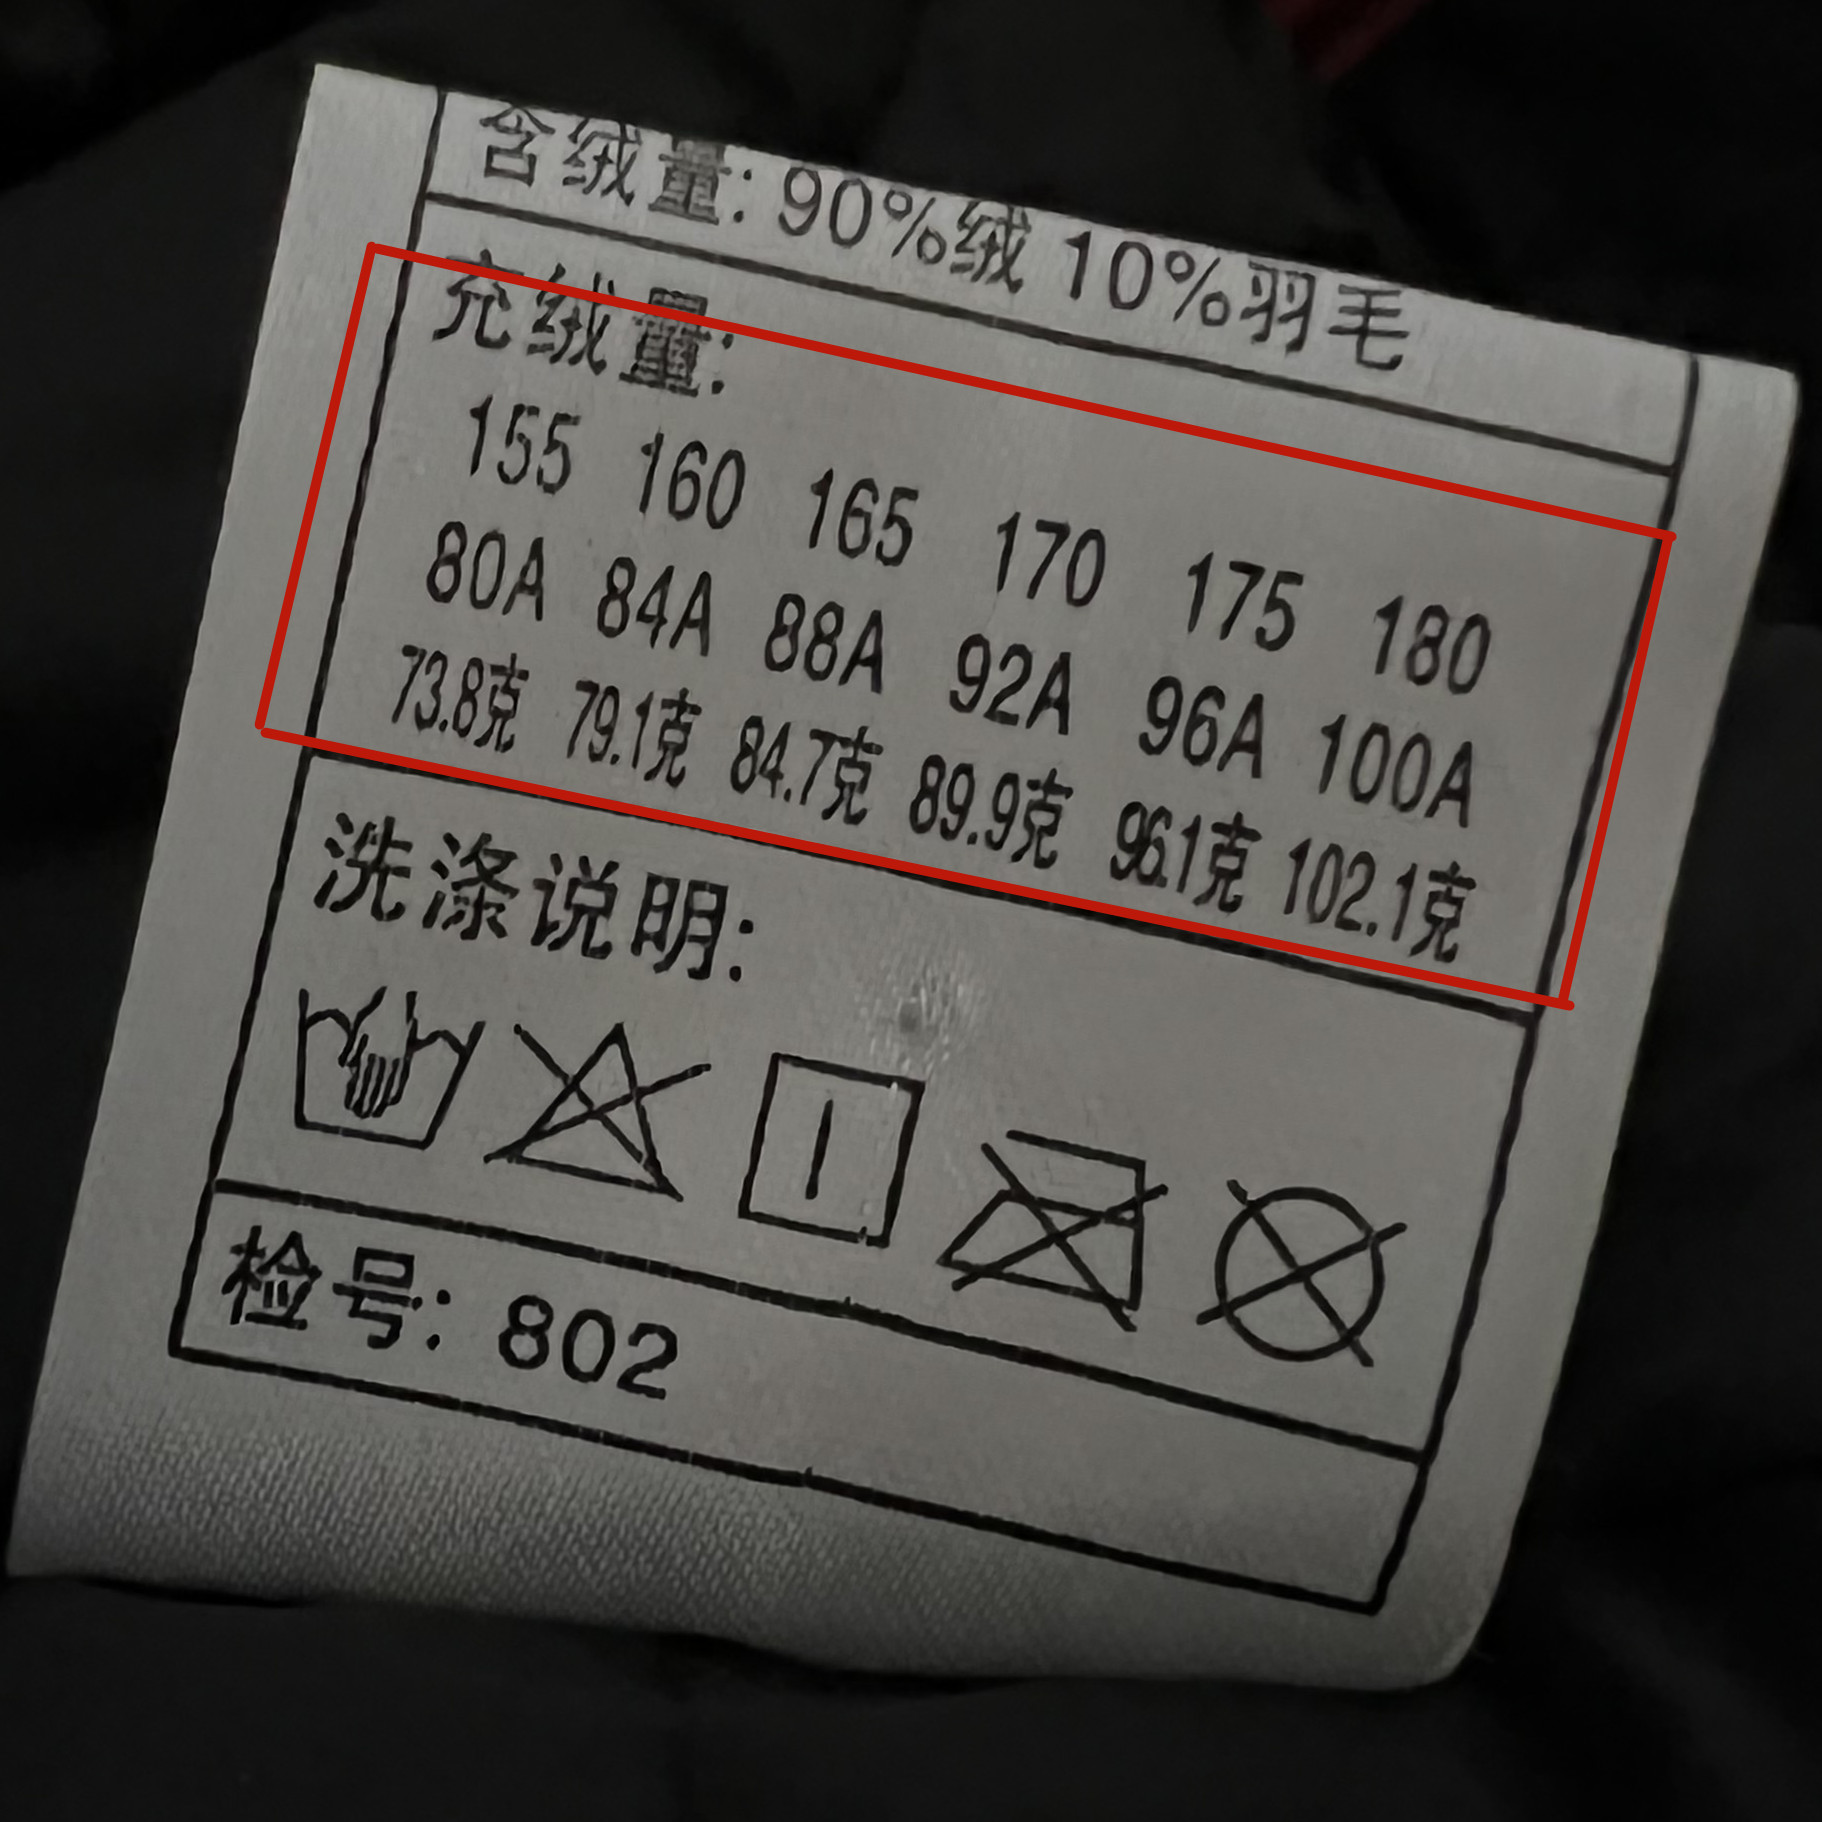 含绒量: 90%绒 10%羽毛
充绒量:
155 160 165 170 175 180
80A 84A 88A 92A 96A 100A
73.8克 79.1克 84.7克 89.9克 96.1克 102.1克
洗涤说明:
检号: 802